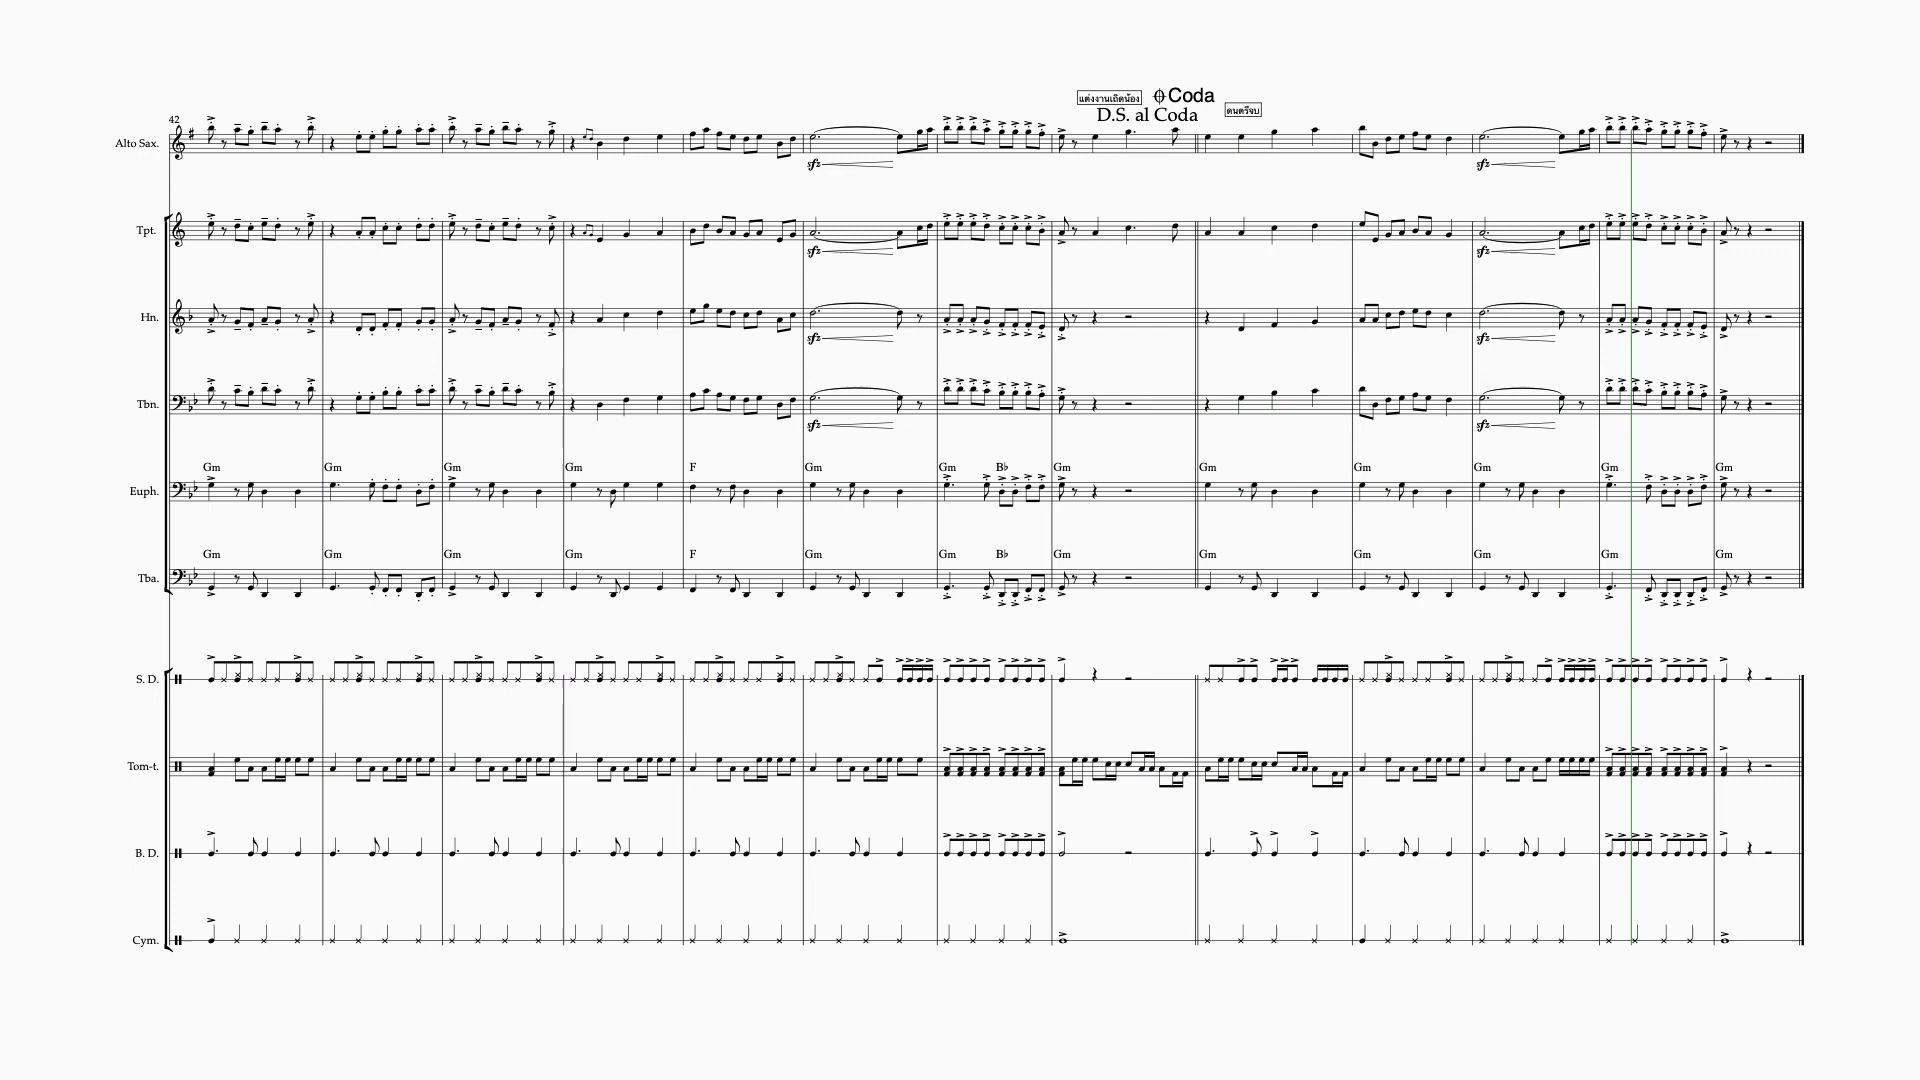 แต่งงานเถิดน้อง
Coda
D.S. al Coda
ดนตรีจบ
42
Alto Sax.
sfz
sfz
Tpt.
sfz
sfz
Hn.
sfz
sfz
Tbn.
sfz
sfz
Gm Gm Gm Gm F Gm Gm B♭ Gm Gm Gm Gm Gm Gm
Euph.
Gm Gm Gm Gm F Gm Gm B♭ Gm Gm Gm Gm Gm Gm
Tba.
S. D.
Tom-t.
B. D.
Cym.